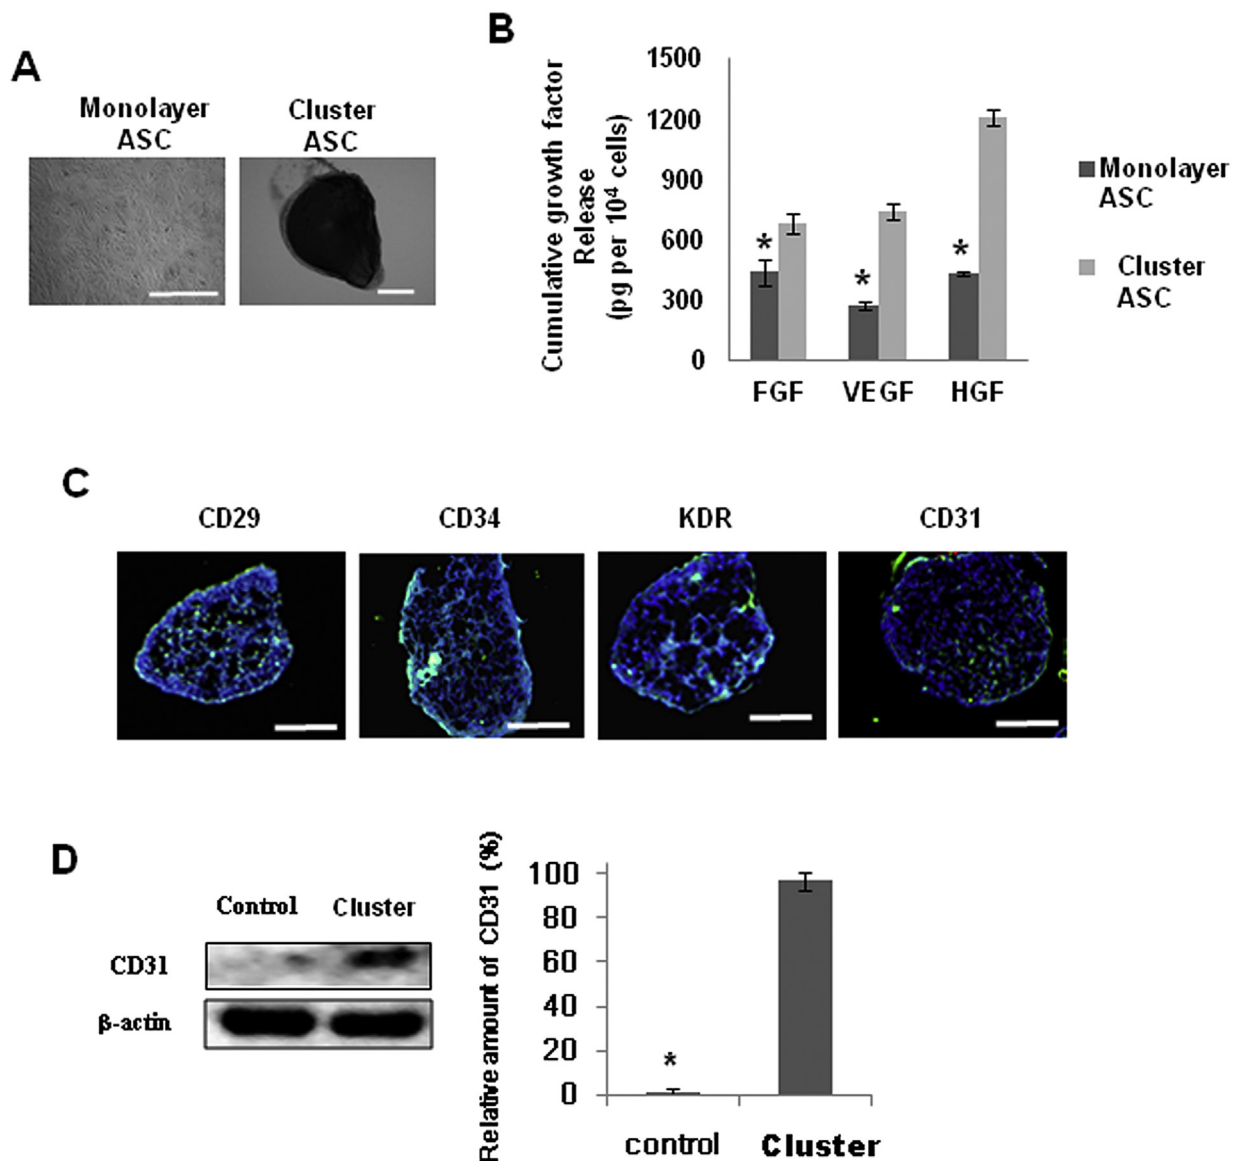 A
Monolayer
ASC
Cluster
ASC
B
Cumulative growth factor
Release
(pg per 10⁴ cells)
1500
1200
900
600
300
0
*
*
*
FGF
VEGF
HGF
Monolayer
ASC
Cluster
ASC
C
CD29
CD34
KDR
CD31
D
Control
Cluster
CD31
β-actin
Relative amount of CD31 (%)
100
80
60
40
20
0
*
control
Cluster